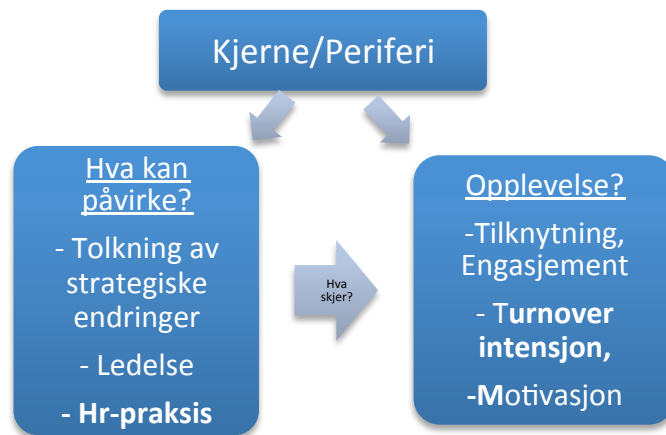 Kjerne/Periferi
Hva kan
påvirke?
- Tolkning av
strategiske
endringer
- Ledelse
- Hr-praksis
Hva
skjer?
Opplevelse?
-Tilknytning,
Engasjement
- Turnover
intensjon,
-Motivasjon